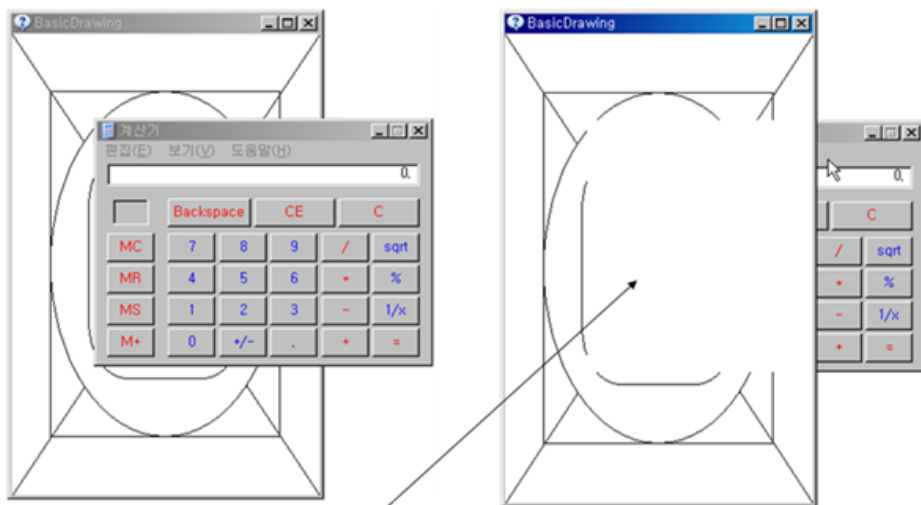 BasicDrawing
계산기
편집(E) 보기(V) 도움말(H)
0.
Backspace CE C
MC 7 8 9 / sqrt
MR 4 5 6 * %
MS 1 2 3 - 1/x
M+ 0 +/- . + =
BasicDrawing
0.
C
/ sqrt
* %
- 1/x
+ =